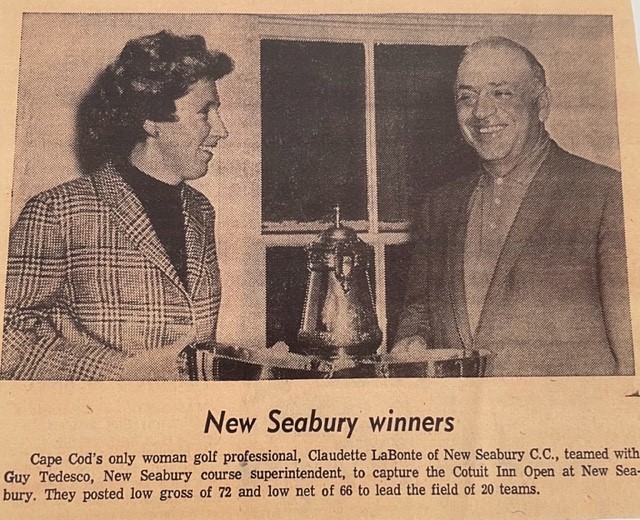 New Seabury winners
Cape Cod's only woman golf professional, Claudette LaBonte of New Seabury C.C., teamed with
Guy Tedesco, New Seabury course superintendent, to capture the Cotuit Inn Open at New Sea-
bury. They posted low gross of 72 and low net of 66 to lead the field of 20 teams.